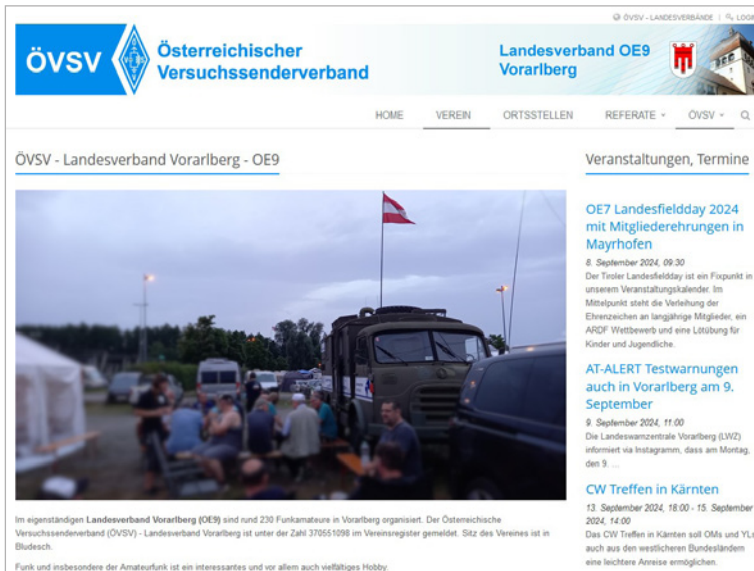 ÖVSV - LANDESVERBÄNDE | LOGIN
ÖVSV
Österreichischer
Versuchssenderverband
Landesverband OE9
Vorarlberg
HOME VEREIN ORTSSTELLEN REFERATE ÖVSV
ÖVSV - Landesverband Vorarlberg - OE9
Im eigenständigen Landesverband Vorarlberg (OE9) sind rund 230 Funkamateure in Vorarlberg organisiert. Der Österreichische
Versuchssenderverband (ÖVSV) - Landesverband Vorarlberg ist unter der Zahl 370551098 im Vereinsregister gemeldet. Sitz des Vereines ist in
Bludesch.
Funk und insbesondere der Amateurfunk ist ein interessantes und vor allem auch vielfältiges Hobby.
Veranstaltungen, Termine
OE7 Landesfieldday 2024
mit Mitgliederehrungen in
Mayrhofen
8. September 2024, 09:30
Der Tiroler Landesfieldday ist ein Fixpunkt in
unserem Veranstaltungskalender. Im
Mittelpunkt steht die Verleihung der
Ehrenzeichen an langjährige Mitglieder, ein
ARDF Wettbewerb und eine Lötübung für
Kinder und Jugendliche.
AT-ALERT Testwarnungen
auch in Vorarlberg am 9.
September
9. September 2024, 11:00
Die Landeswarnzentrale Vorarlberg (LWZ)
informiert via Instagramm, dass am Montag,
den 9. ...
CW Treffen in Kärnten
13. September 2024, 18:00 - 15. September
2024, 14:00
Das CW Treffen in Kärnten soll OMs und YLs
auch aus den westlicheren Bundesländern
eine leichtere Anreise ermöglichen.